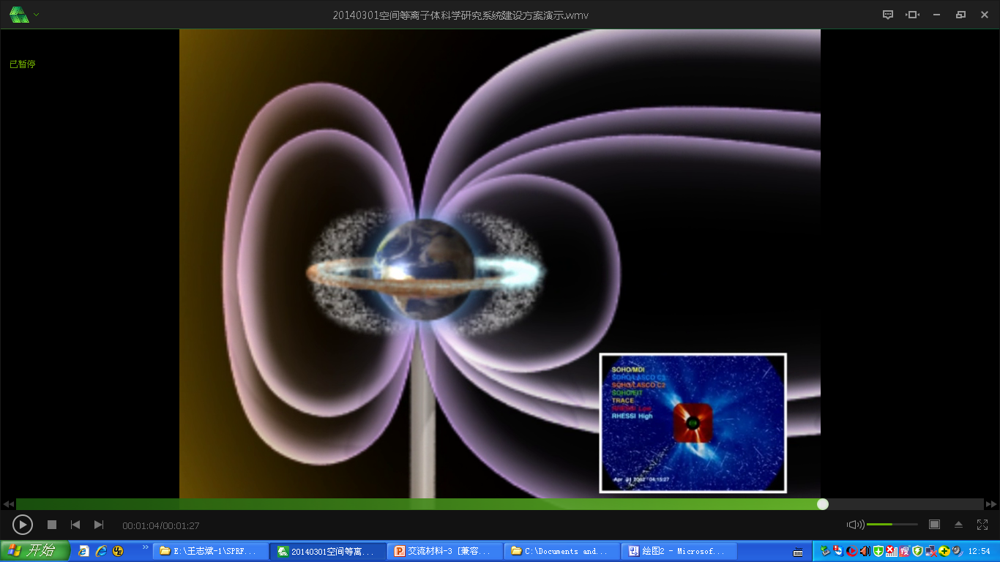 20140301空间等离子体科学研究系统建设方案演示.wmv
已暂停
SOHO/MDI
SOHO/LASCO C3
SOHO/LASCO C2
SOHO/EIT
TRACE
RHESSI Low
RHESSI High
04:15:27
00:01:04/00:01:27
开始
E:\王志斌-1\SPRF...
20140301空间等离...
交流材料-3 [兼容...
C:\Documents and...
绘图2 - Microsof...
12:54